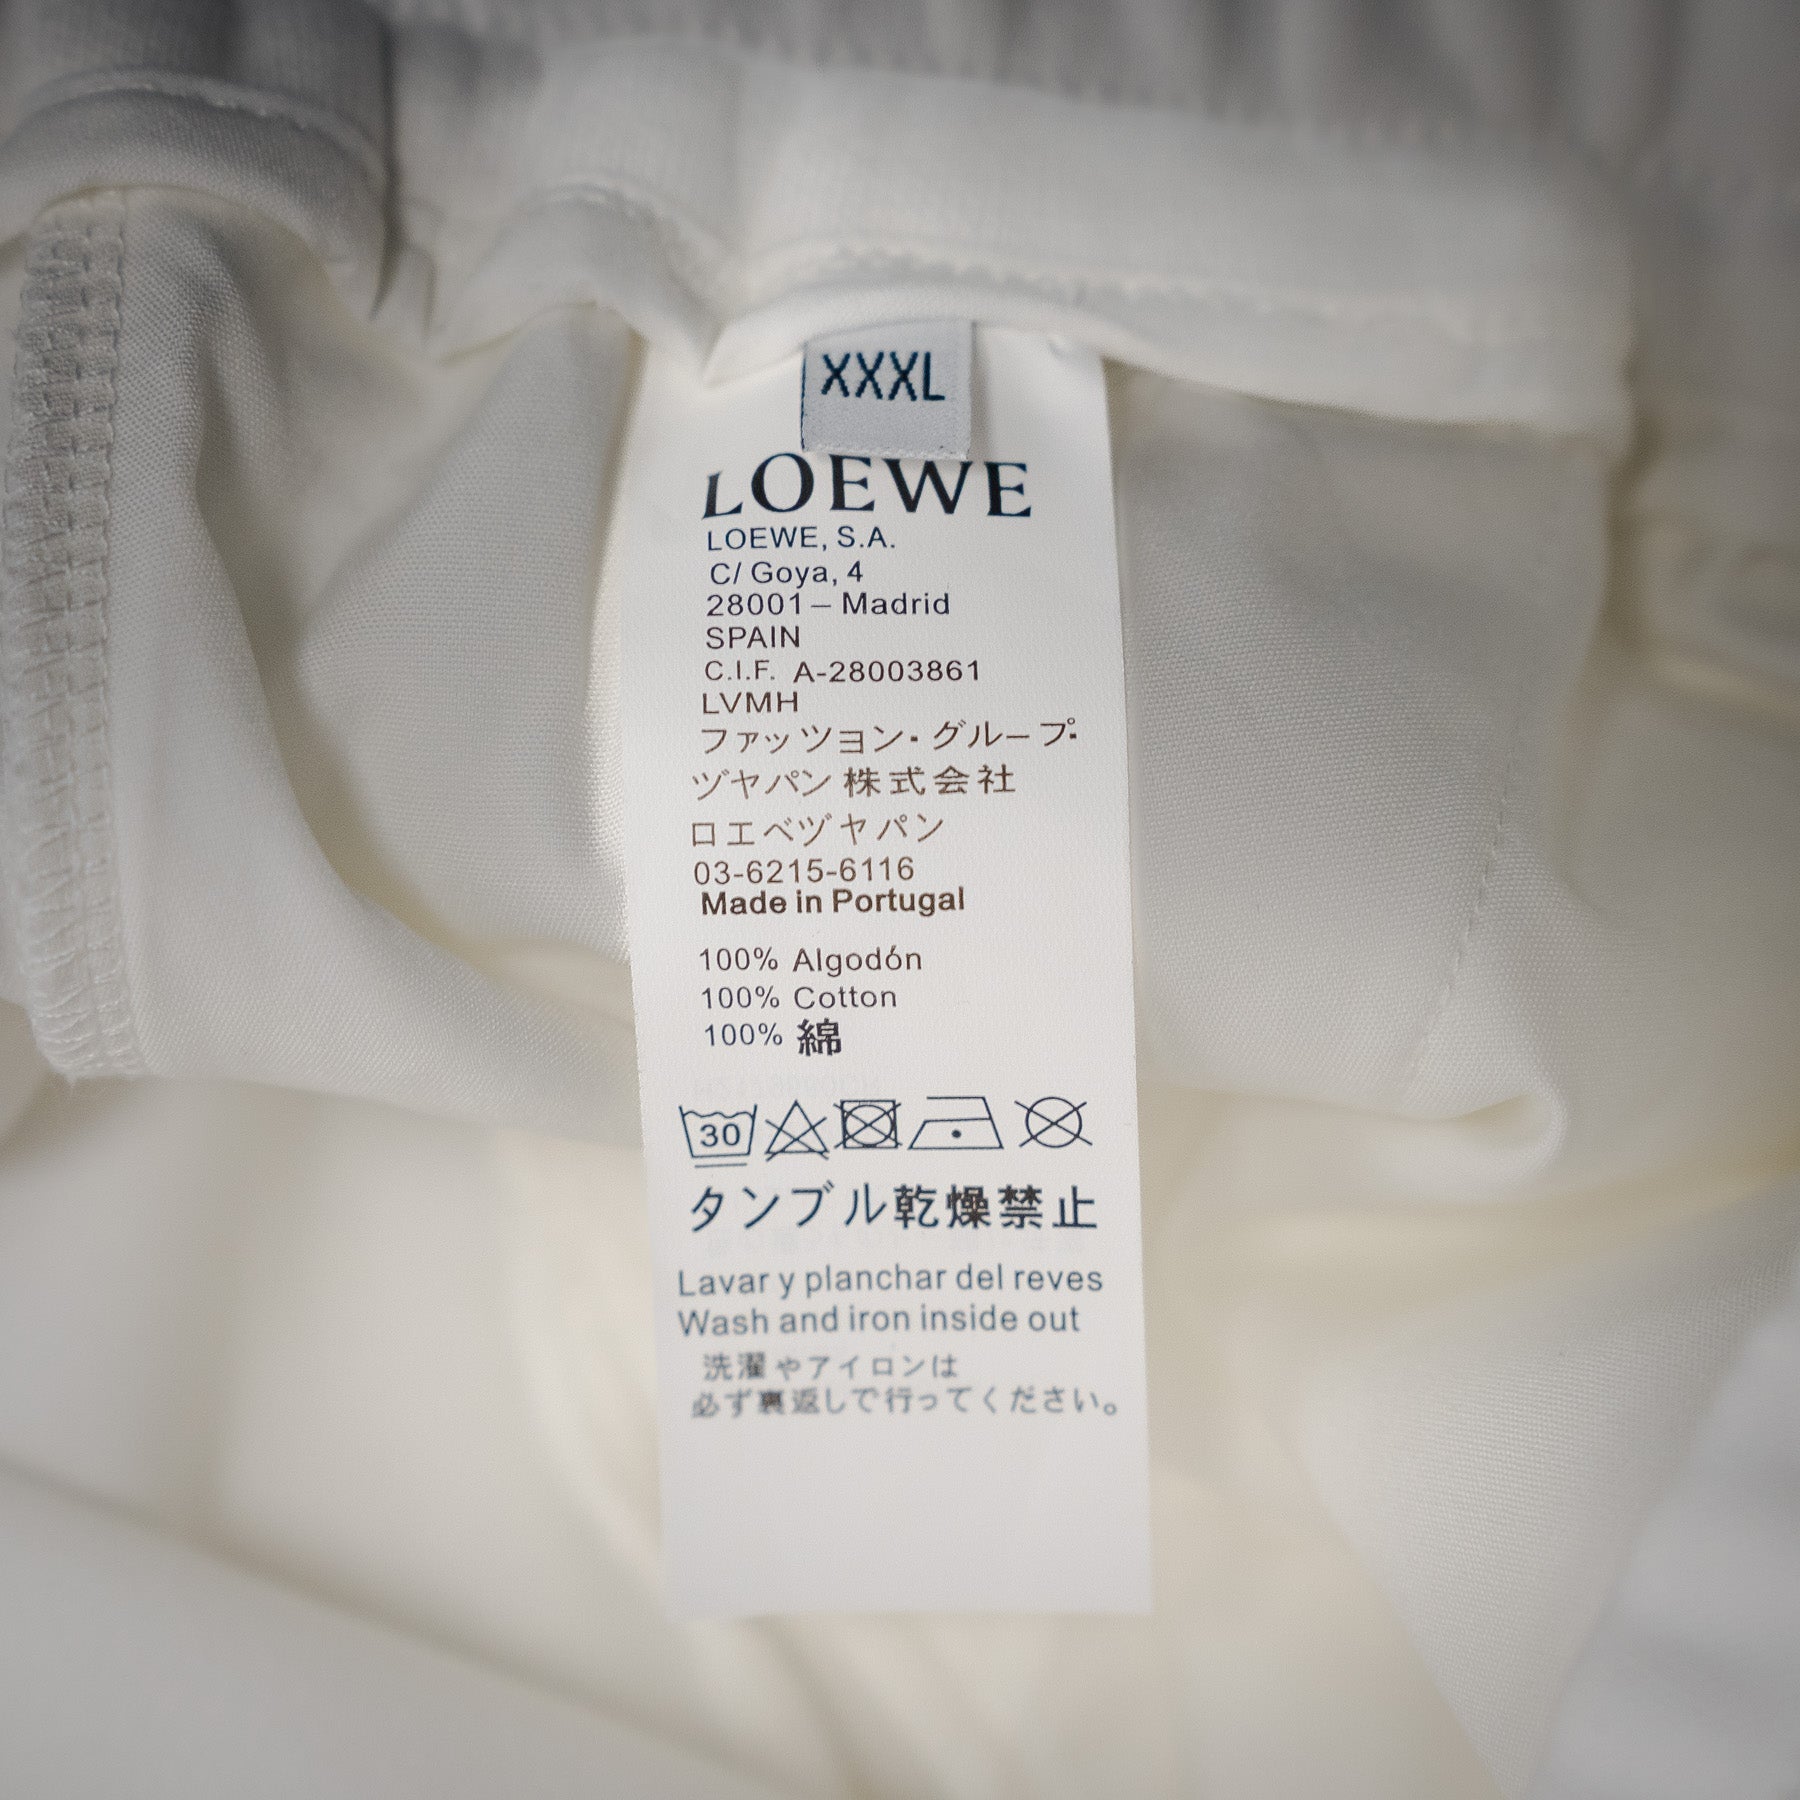 XXXL
LOEWE
LOEWE, S.A.
C/ Goya, 4
28001 – Madrid
SPAIN
C.I.F. A-28003861
LVMH
ファッツョン・グループ・
ヅヤパン株式会社
ロエベヅヤパン
03-6215-6116
Made in Portugal
100% Algodón
100% Cotton
100% 綿
30
タンブル乾燥禁止
Lavar y planchar del reves
Wash and iron inside out
洗濯やアイロンは
必ず裏返しで行ってください。